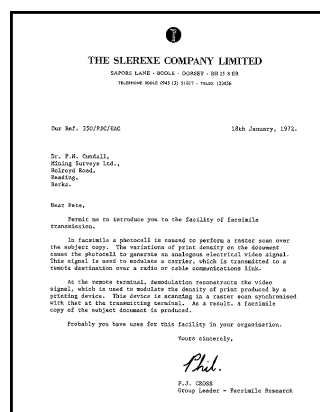 THE SLEREXE COMPANY LIMITED
SAPORS LANE - BOOLE - DORSET - BH 25 8 ER
TELEPHONE BOOLE (945 13) 51617 - TELEX 123456
Our Ref. 350/PJC/EAC 18th January, 1972.
Dr. P.N. Cundall,
Mining Surveys Ltd.,
Holroyd Road,
Reading,
Berks.
Dear Pete,
Permit me to introduce you to the facility of facsimile
transmission.
In facsimile a photocell is caused to perform a raster scan over
the subject copy. The variations of print density on the document
cause the photocell to generate an analogous electrical video signal.
This signal is used to modulate a carrier, which is transmitted to a
remote destination over a radio or cable communications link.
At the remote terminal, demodulation reconstructs the video
signal, which is used to modulate the density of print produced by a
printing device. This device is scanning in a raster scan synchronised
with that at the transmitting terminal. As a result, a facsimile
copy of the subject document is produced.
Probably you have uses for this facility in your organisation.
Yours sincerely,
Phil.
P.J. CROSS
Group Leader - Facsimile Research